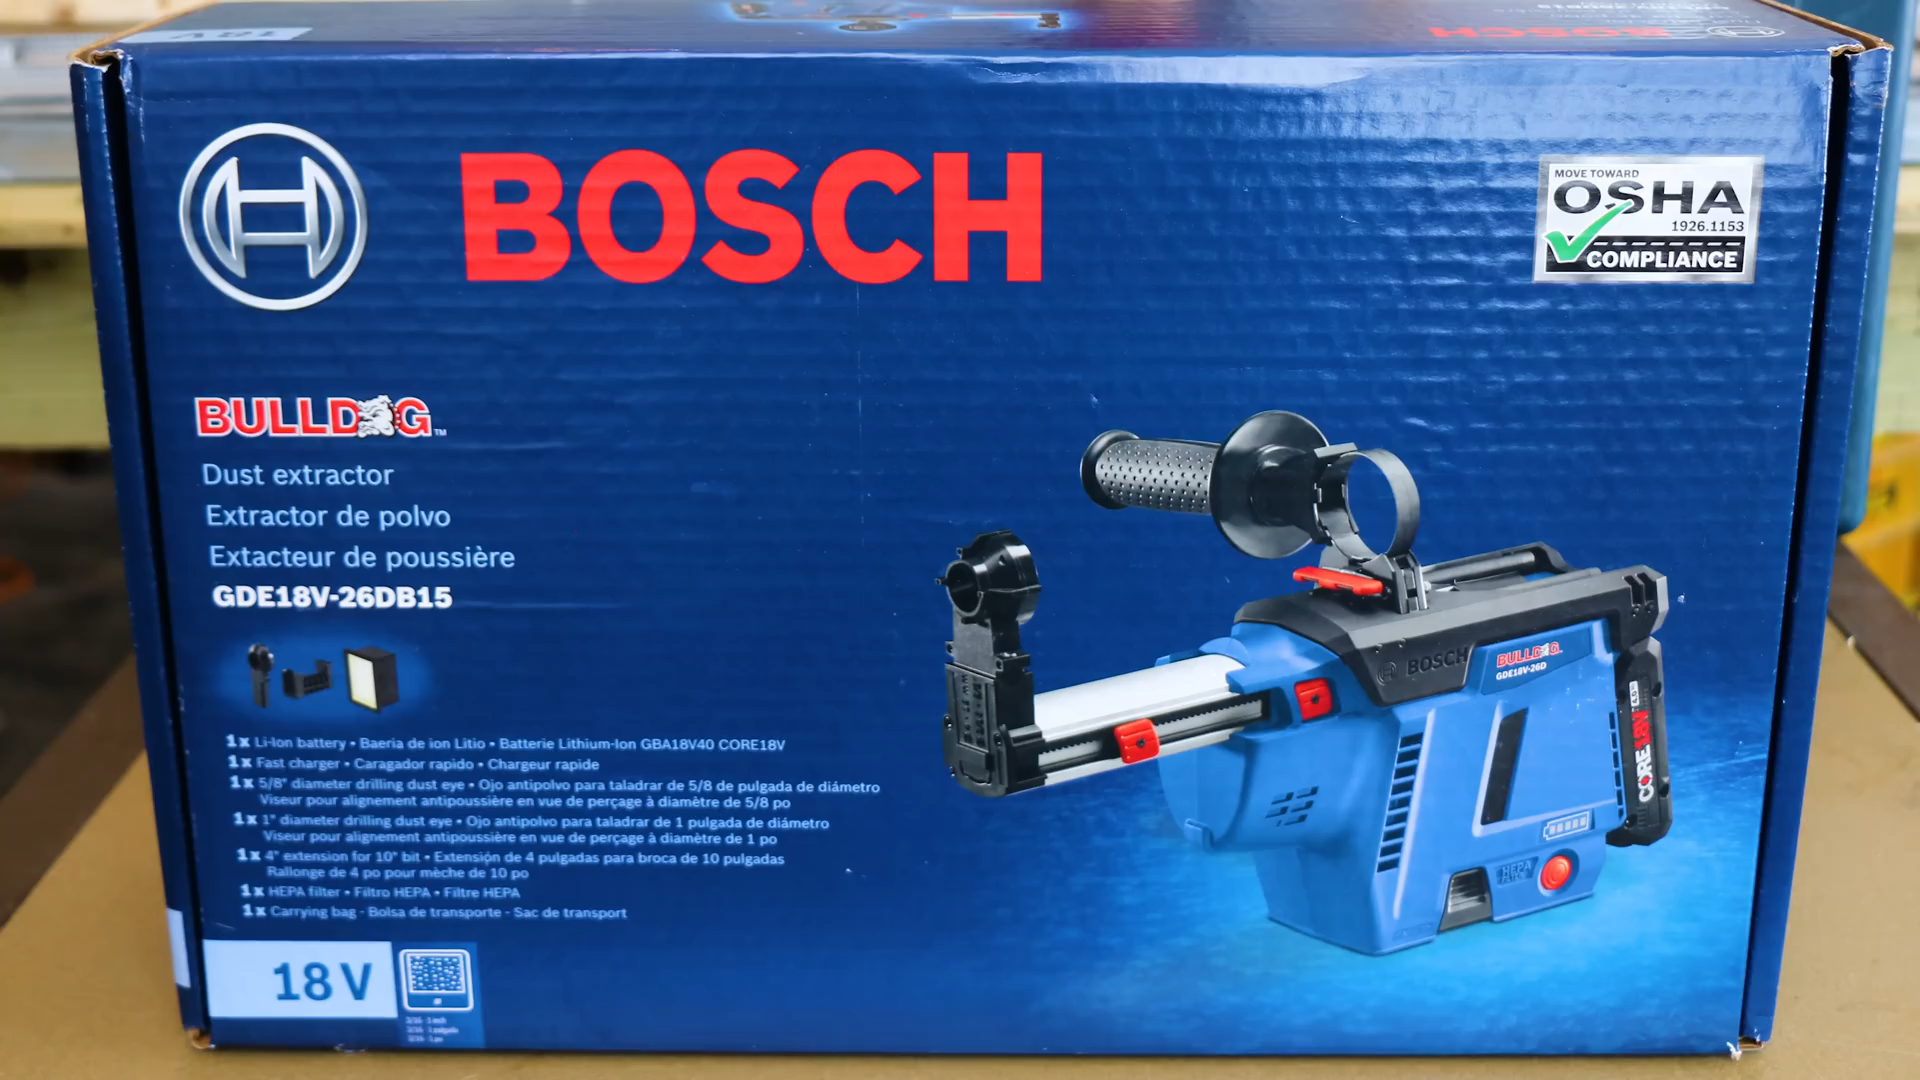 18V
BOSCH
BOSCH
MOVE TOWARD
OSHA
1926.1153
COMPLIANCE
BULLDOG™
Dust extractor
Extractor de polvo
Extacteur de poussière
GDE18V-26DB15
BOSCH
BULLDOG
GDE18V-26D
CORE18V
4.0
HEPA
1x Li-Ion battery • Baeria de ion Litio • Batterie Lithium-Ion GBA18V40 CORE18V
1x Fast charger • Caragador rapido • Chargeur rapide
1x 5/8" diameter drilling dust eye • Ojo antipolvo para taladrar de 5/8 de pulgada de diámetro
Viseur pour alignement antipoussière en vue de perçage à diamètre de 5/8 po
1x 1" diameter drilling dust eye • Ojo antipolvo para taladrar de 1 pulgada de diámetro
Viseur pour alignement antipoussière en vue de perçage à diamètre de 1 po
1x 4" extension for 10" bit • Extensión de 4 pulgadas para broca de 10 pulgadas
Rallonge de 4 po pour mèche de 10 po
1x HEPA filter • Filtro HEPA • Filtre HEPA
1x Carrying bag - Bolsa de transporte - Sac de transport
18 V